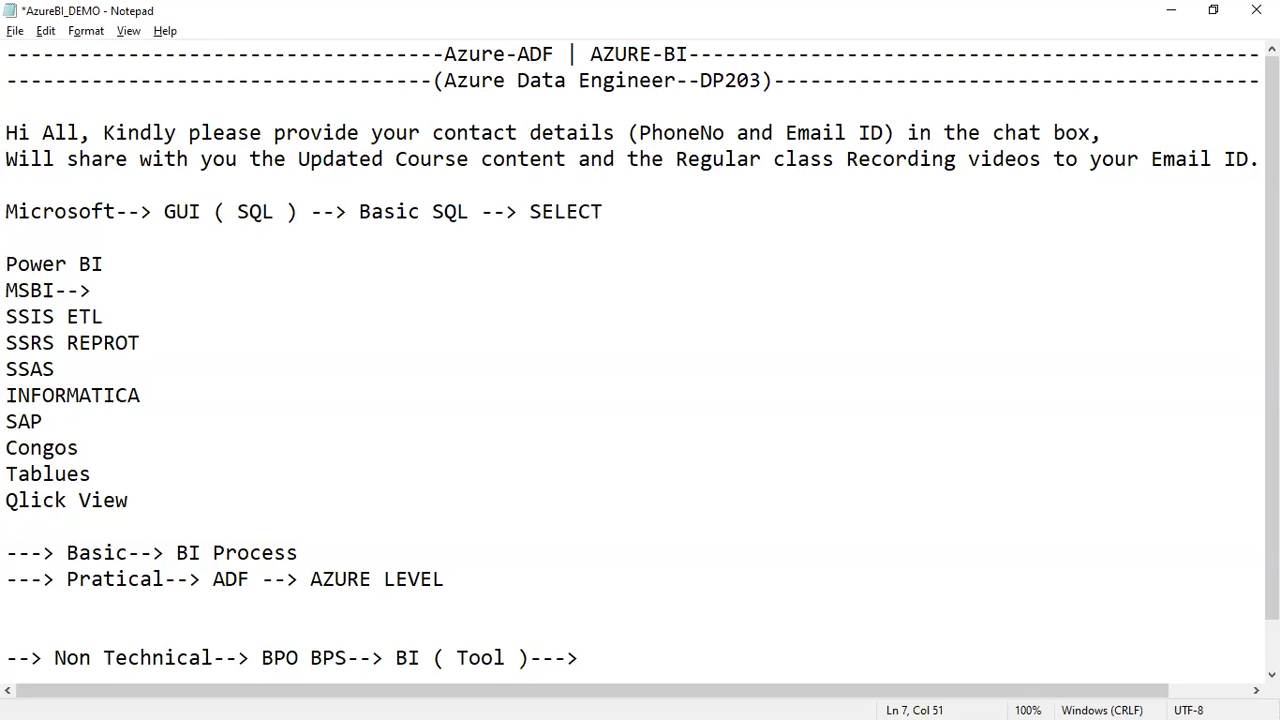 *AzureBI_DEMO - Notepad
File Edit Format View Help
------------------------------------Azure-ADF | AZURE-BI-----------------------------------------------
-----------------------------------(Azure Data Engineer--DP203)----------------------------------------
Hi All, Kindly please provide your contact details (PhoneNo and Email ID) in the chat box,
Will share with you the Updated Course content and the Regular class Recording videos to your Email ID.
Microsoft--> GUI ( SQL ) --> Basic SQL --> SELECT
Power BI
MSBI-->
SSIS ETL
SSRS REPROT
SSAS
INFORMATICA
SAP
Congos
Tablues
Qlick View
---> Basic--> BI Process
---> Pratical--> ADF --> AZURE LEVEL
--> Non Technical--> BPO BPS--> BI ( Tool )--->
Ln 7, Col 51 100% Windows (CRLF) UTF-8